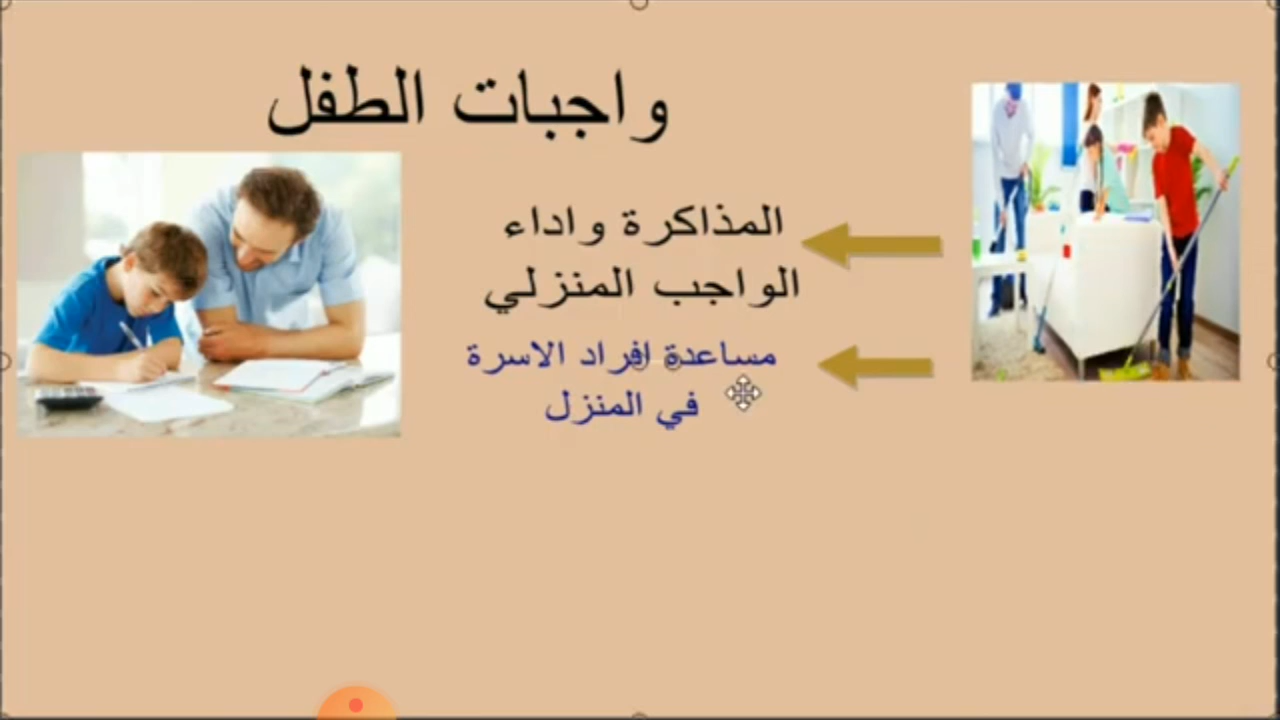 واجبات الطفل
المذاكرة واداء
الواجب المنزلي
مساعدة افراد الاسرة
في المنزل